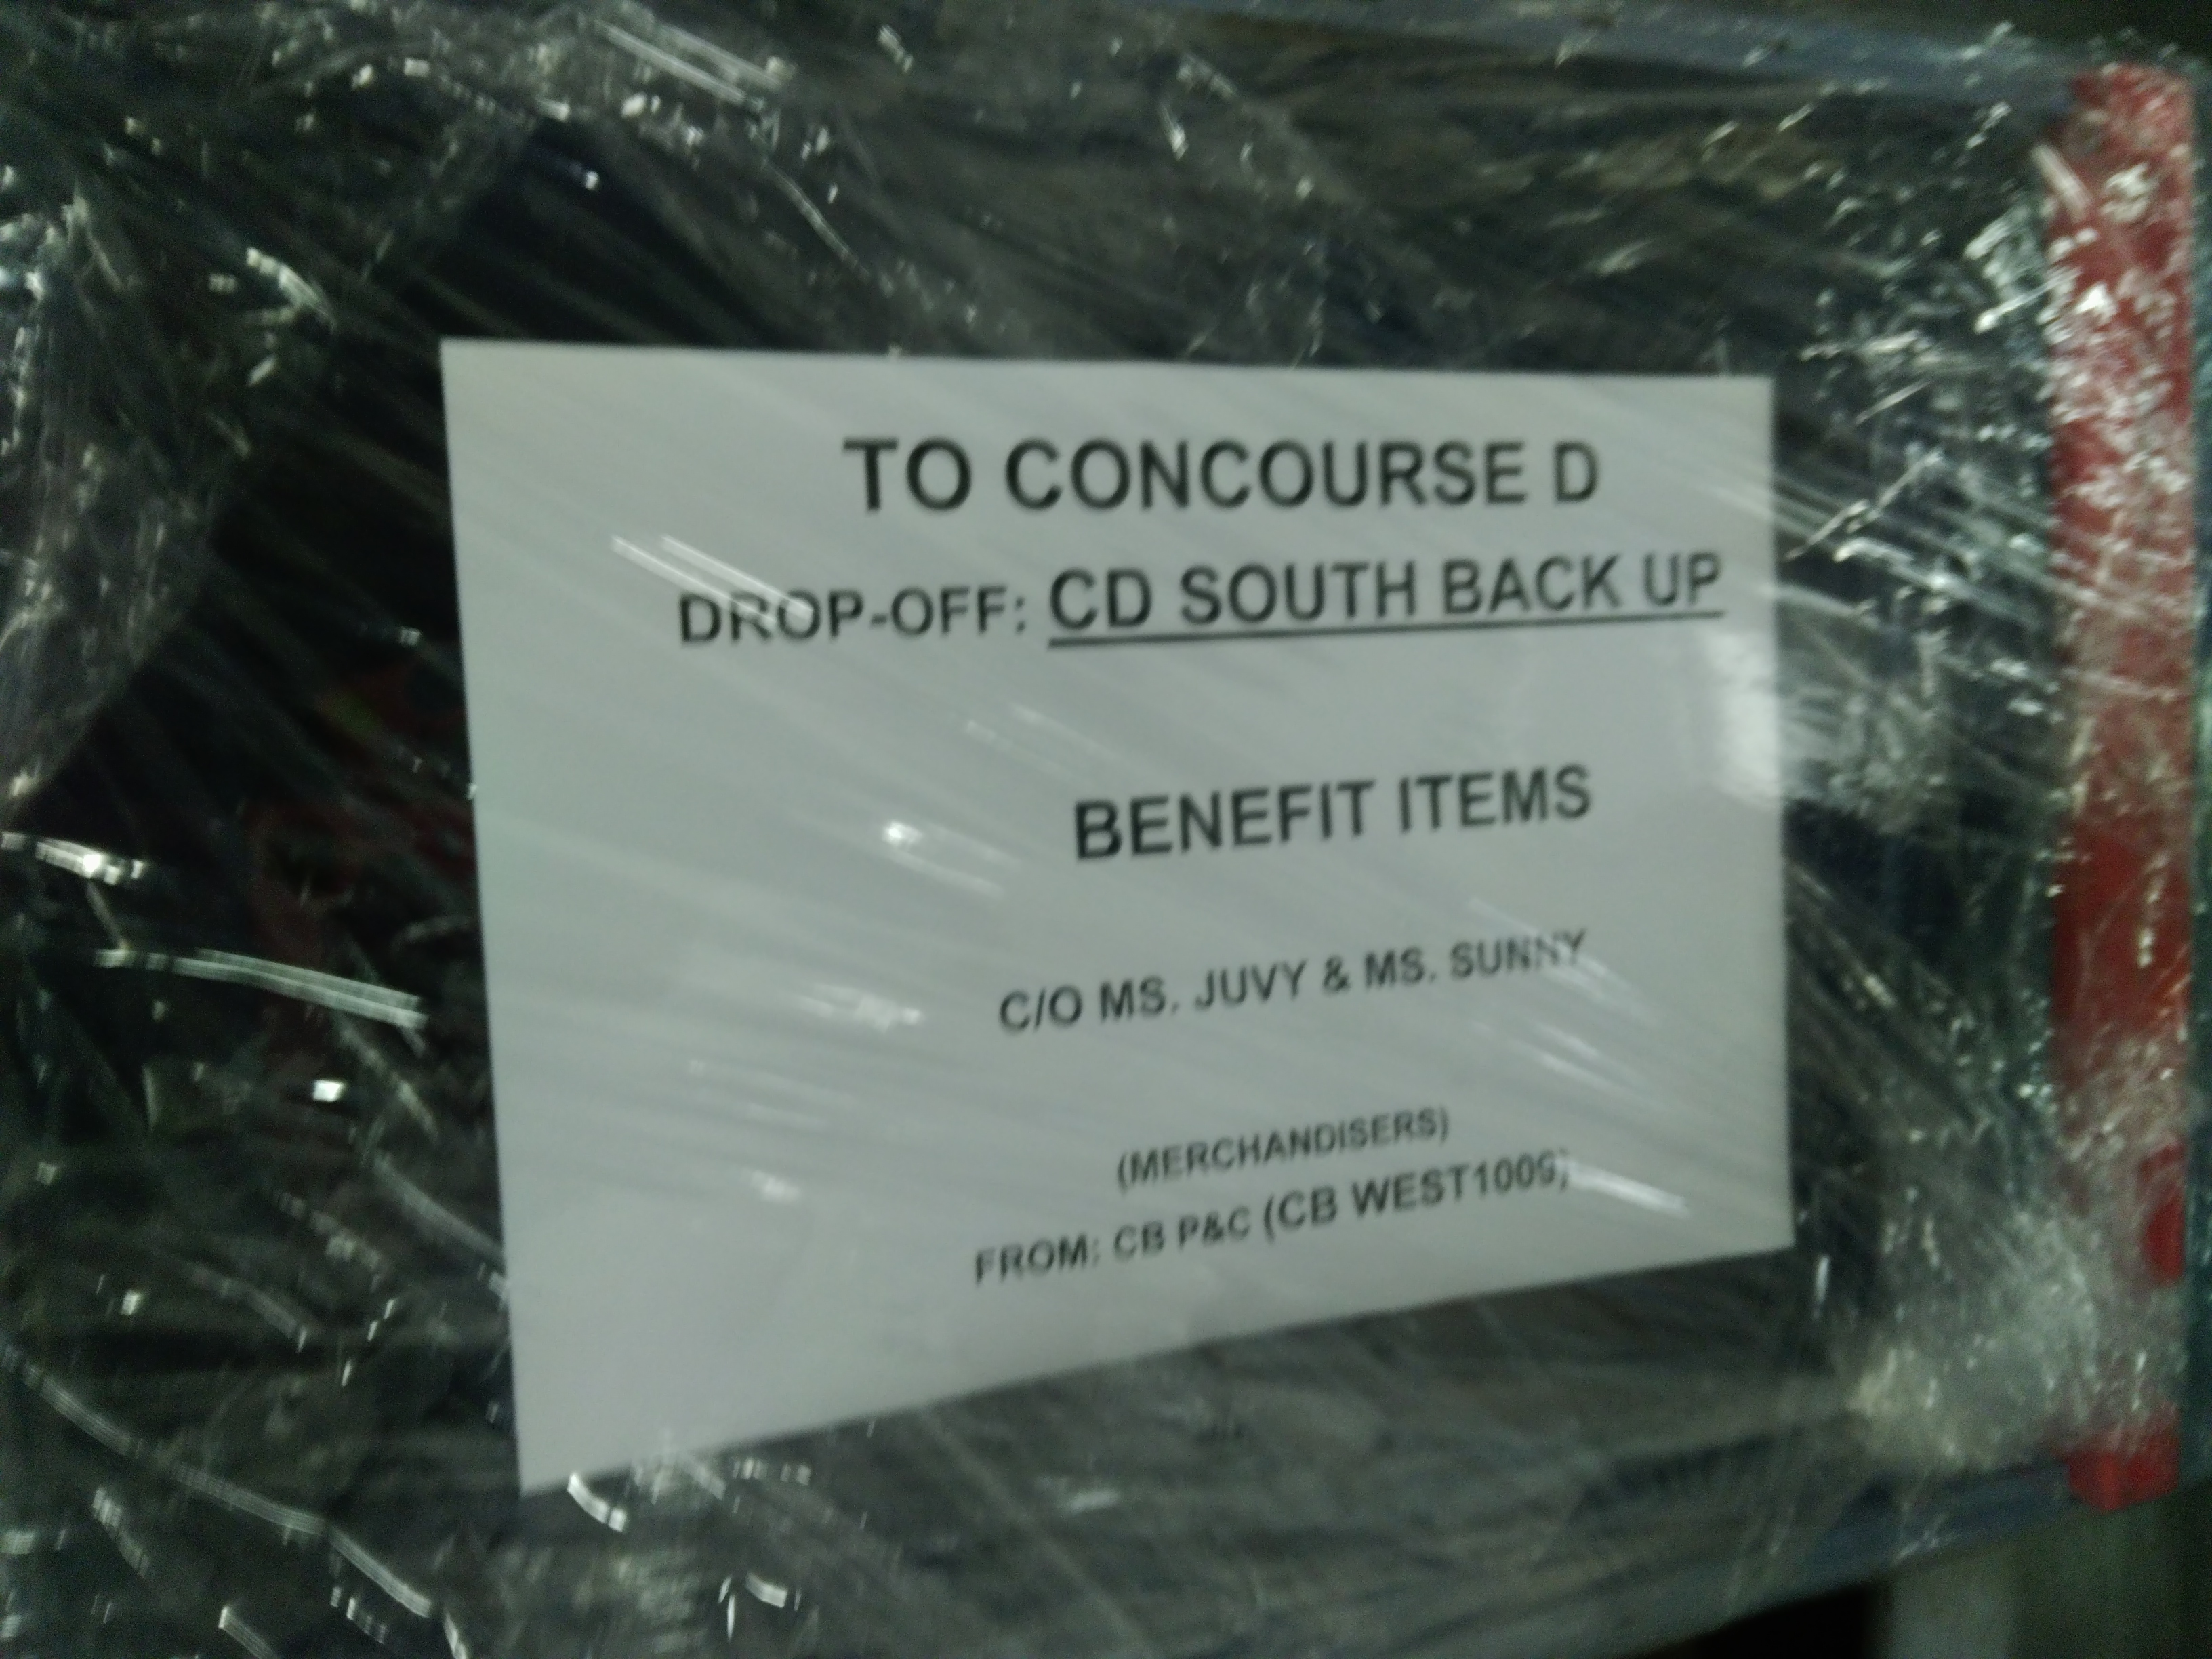 TO CONCOURSE D
DROP-OFF: CD SOUTH BACK UP
BENEFIT ITEMS
C/O MS. JUVY & MS. SUNNY
(MERCHANDISERS)
FROM: CB P&C (CB WEST1009)